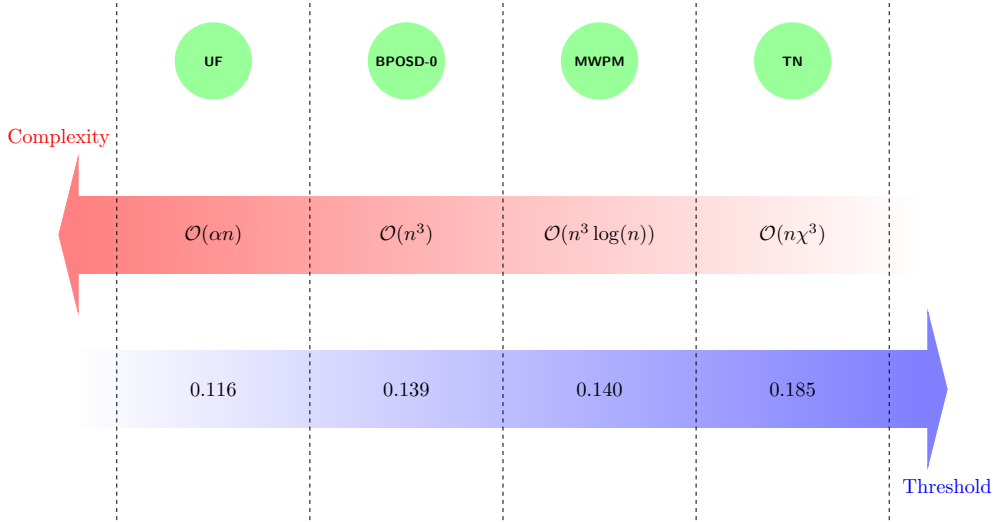 UF BPOSD-0 MWPM TN
Complexity
𝒪(αn) 𝒪(n³) 𝒪(n³ log(n)) 𝒪(nχ³)
0.116 0.139 0.140 0.185
Threshold